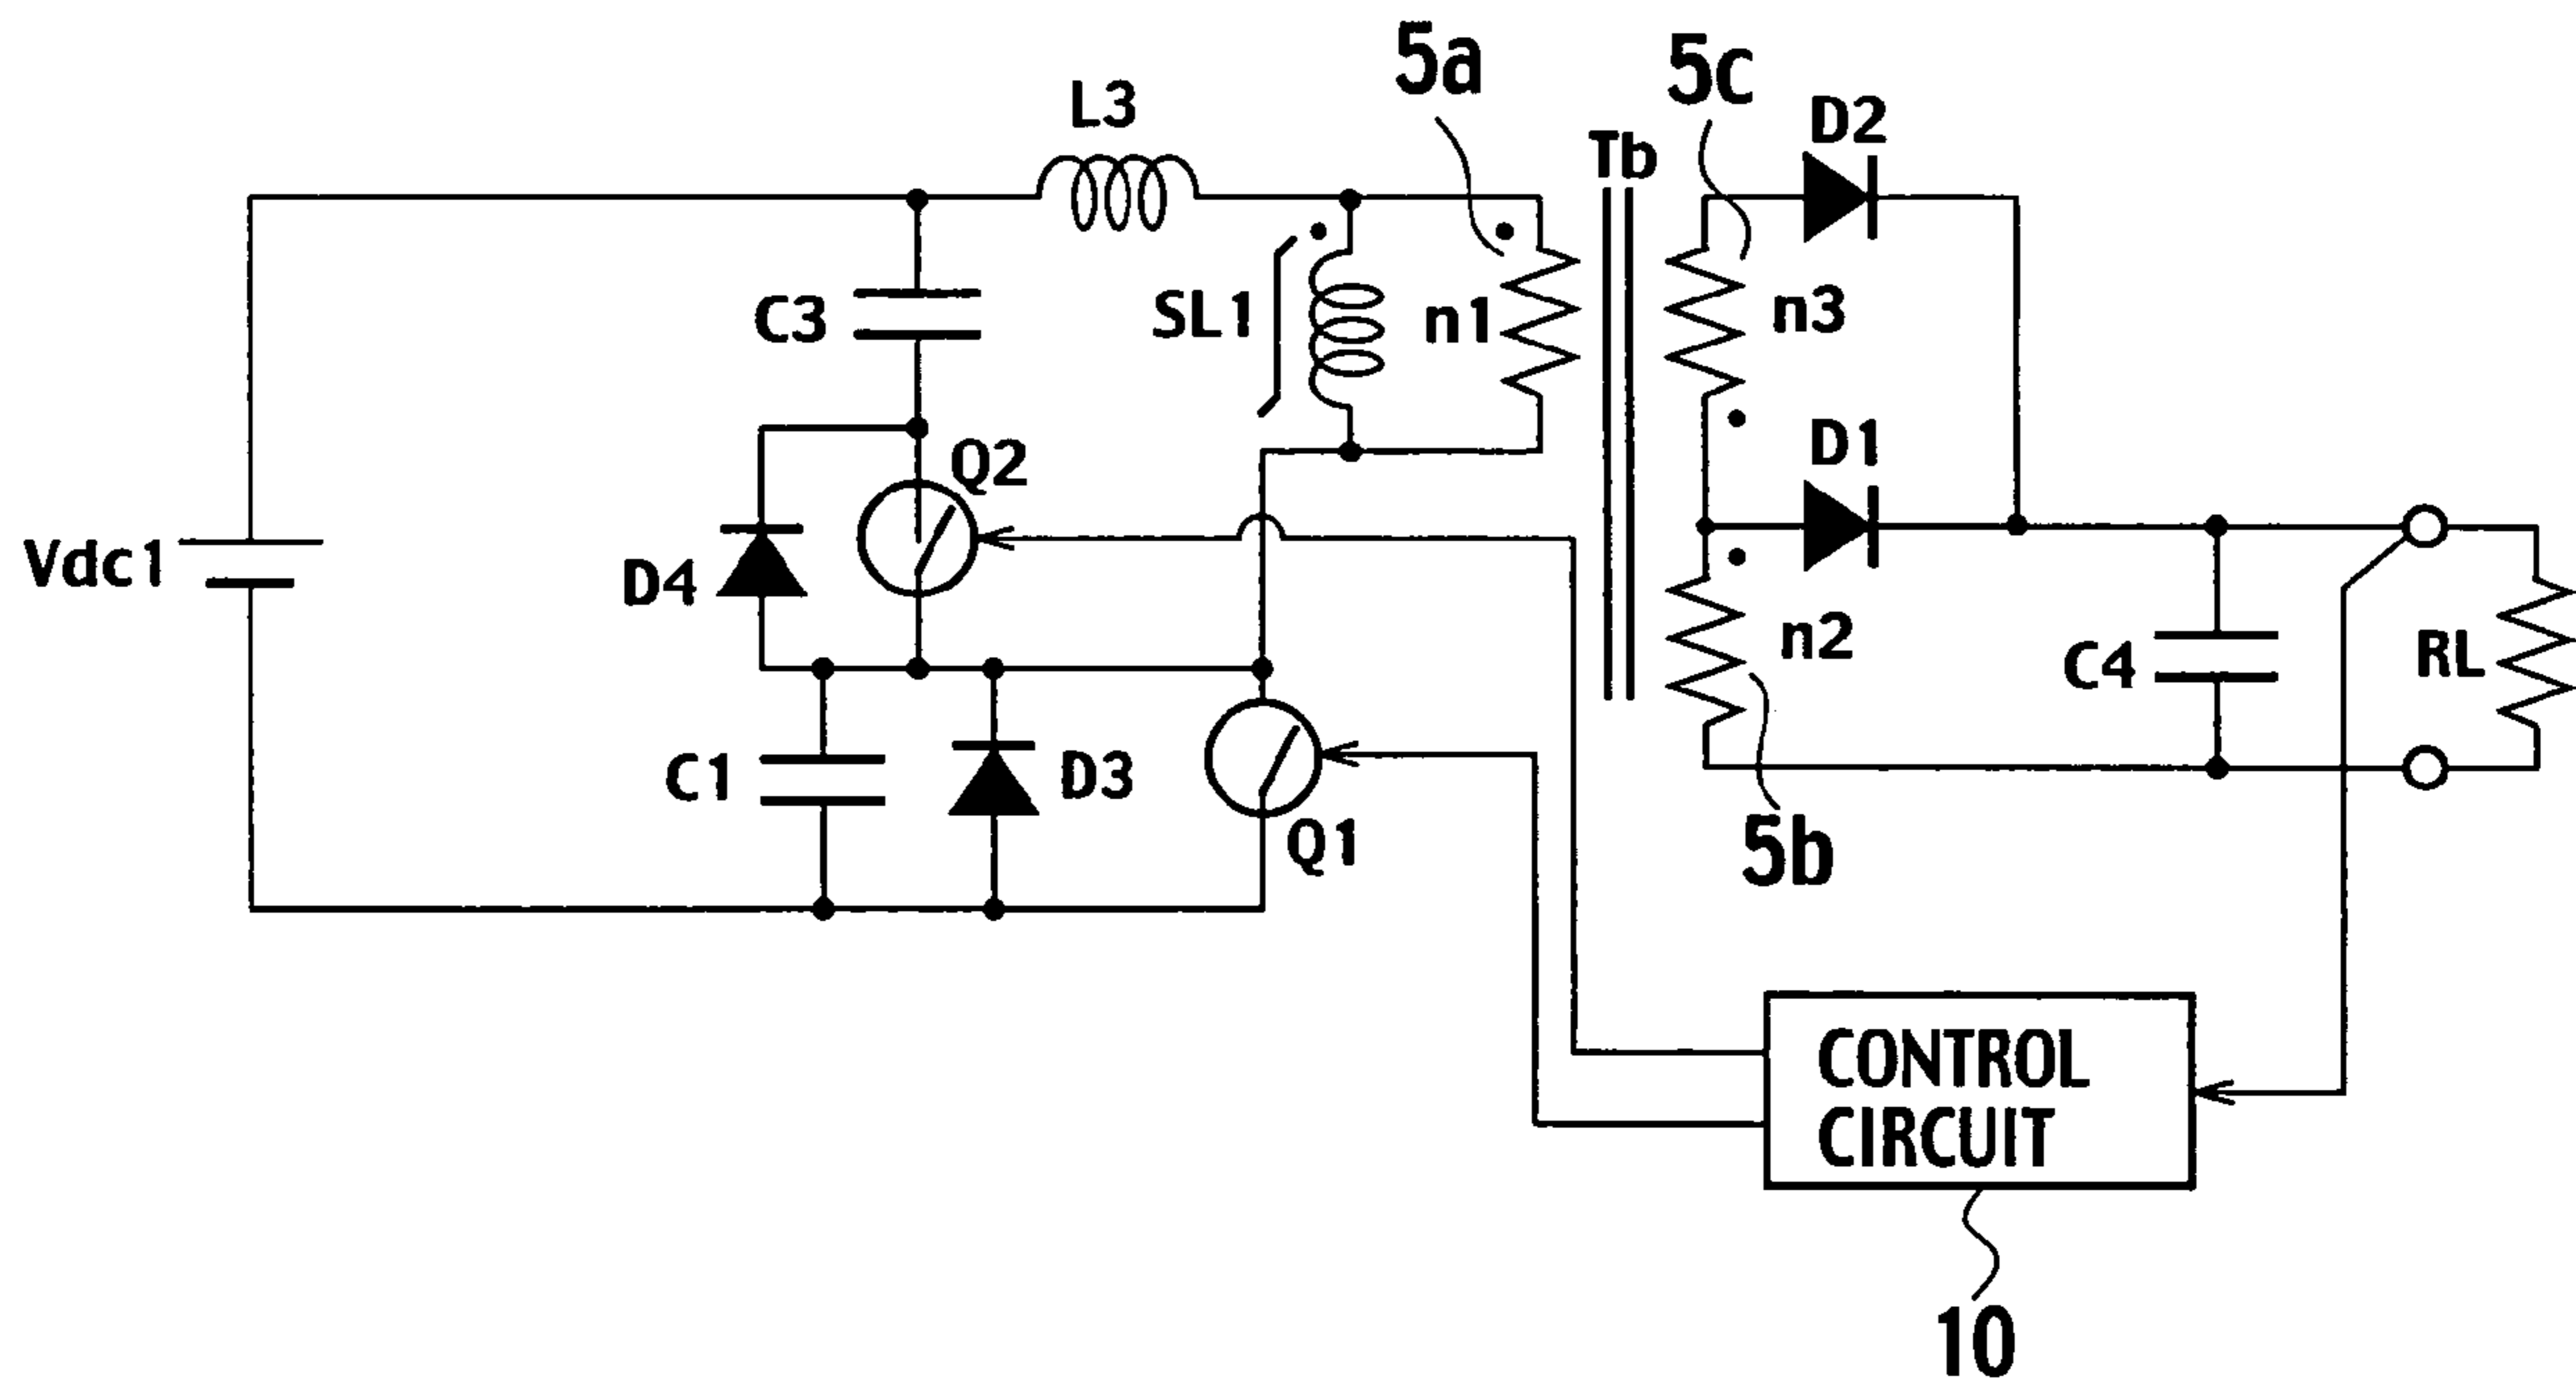 5a
5c
L3
D2
Tb
C3
SL1
n1
n3
D1
Q2
Vdc1
D4
n2
C4
RL
C1
D3
Q1
5b
CONTROL
CIRCUIT
10